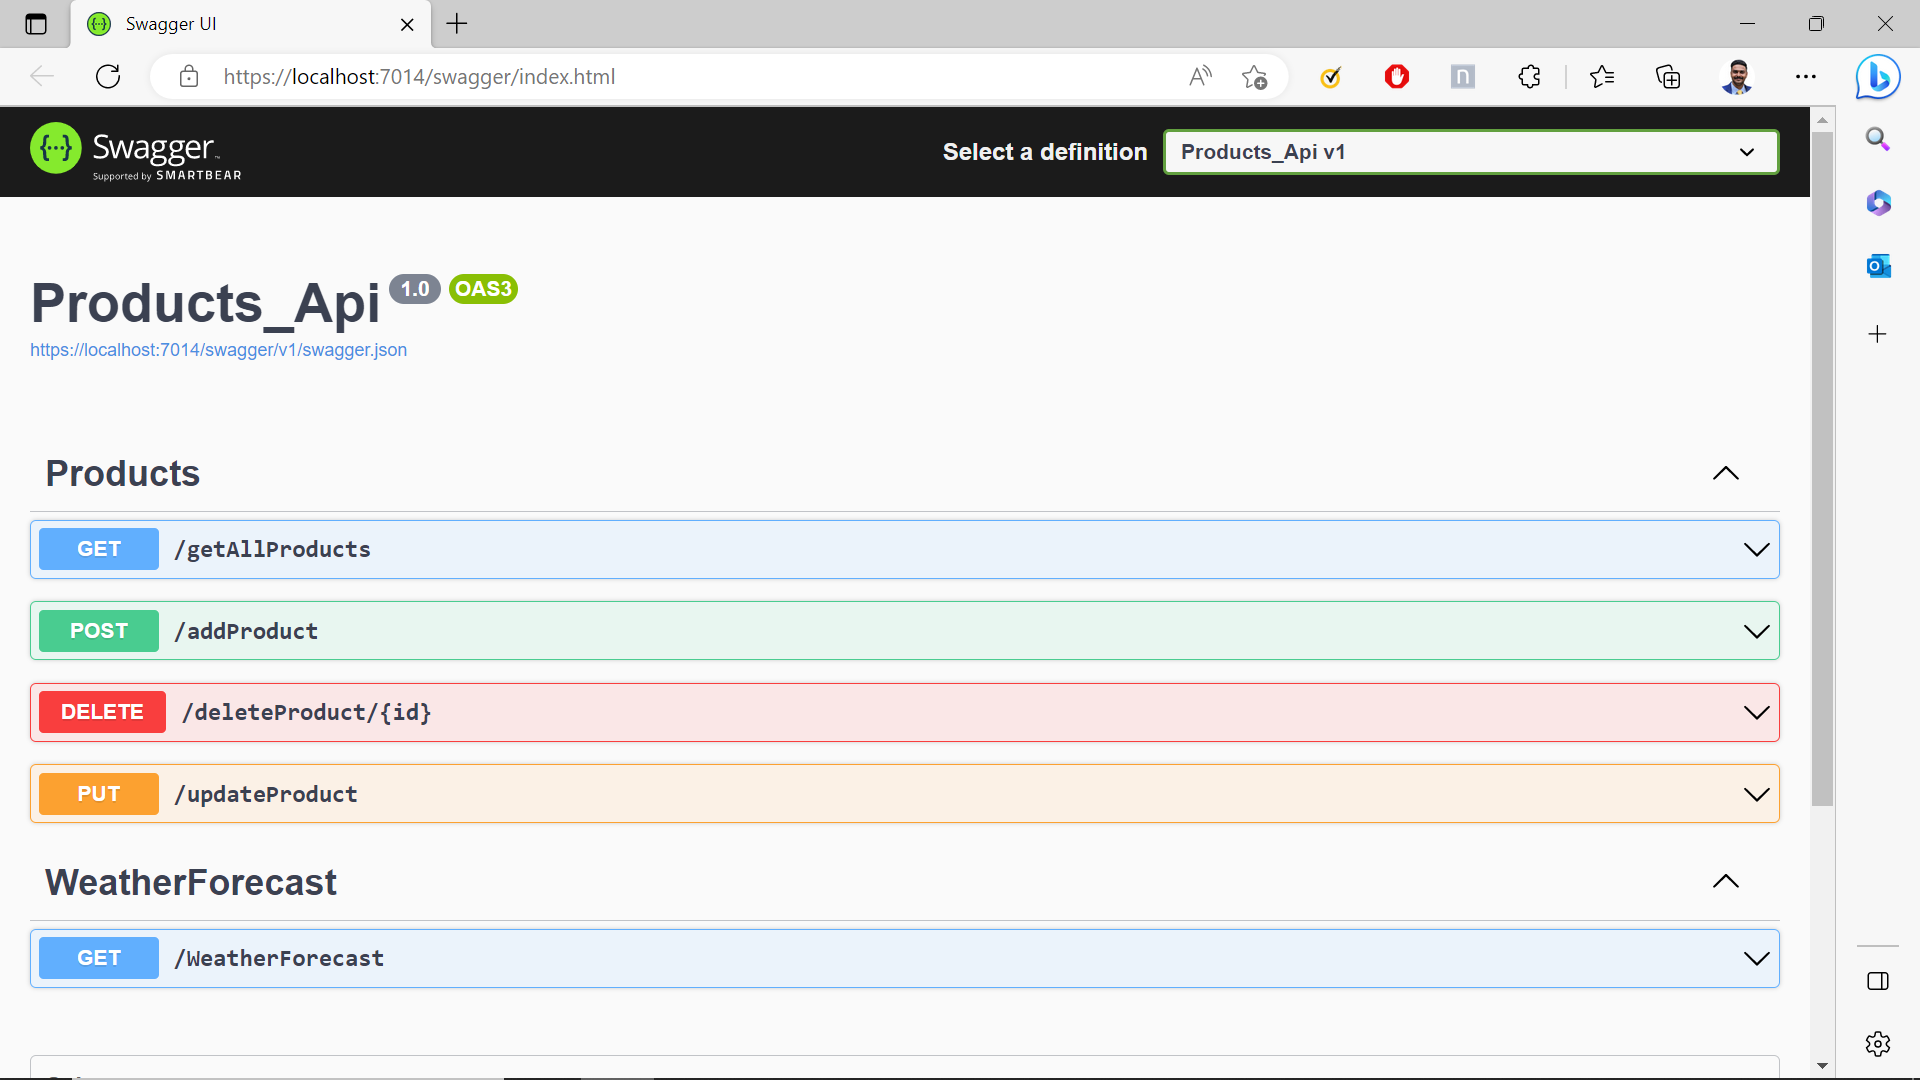 Swagger UI
https://localhost:7014/swagger/index.html
Swagger
Supported by SMARTBEAR
Select a definition
Products_Api v1
Products_Api 1.0 OAS3
https://localhost:7014/swagger/v1/swagger.json
Products
GET /getAllProducts
POST /addProduct
DELETE /deleteProduct/{id}
PUT /updateProduct
WeatherForecast
GET /WeatherForecast